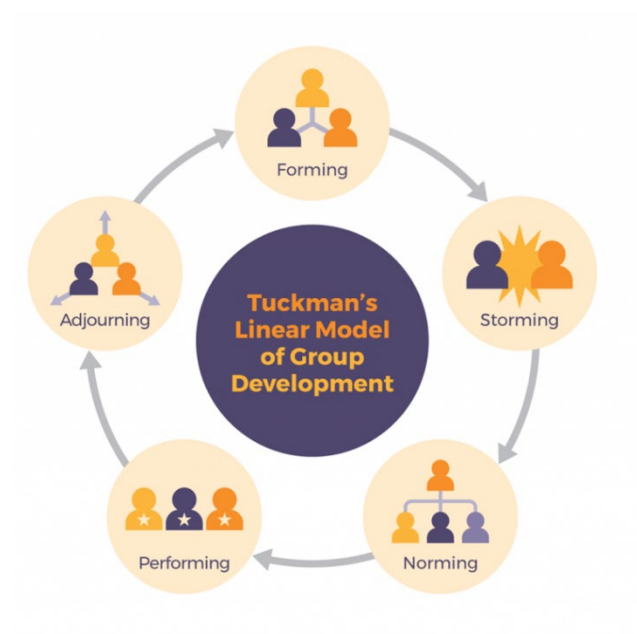 Forming
Storming
Norming
Performing
Adjourning
Tuckman's
Linear Model
of Group
Development